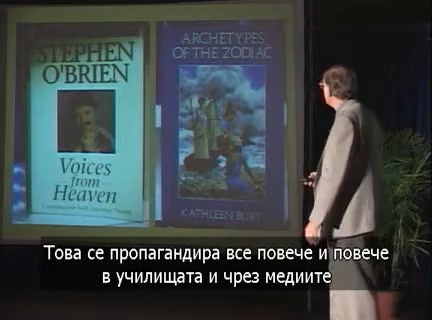 STEPHEN
O'BRIEN
Voices
from
Heaven
ARCHETYPES
OF THE ZODIAC
KATHLEEN BURT
Това се пропагандира все повече и повече
в училищата и чрез медиите